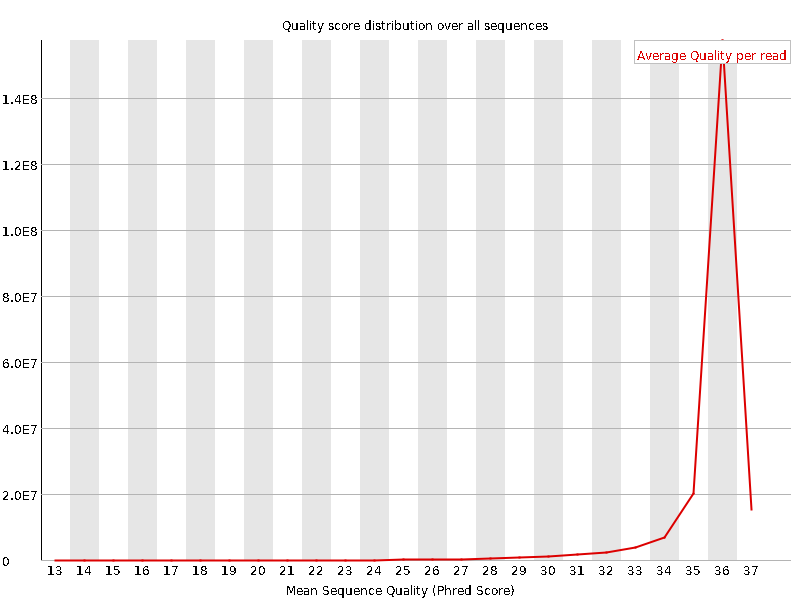 Quality score distribution over all sequences
Average Quality per read
1.4E8
1.2E8
1.0E8
8.0E7
6.0E7
4.0E7
2.0E7
0
13 14 15 16 17 18 19 20 21 22 23 24 25 26 27 28 29 30 31 32 33 34 35 36 37
Mean Sequence Quality (Phred Score)